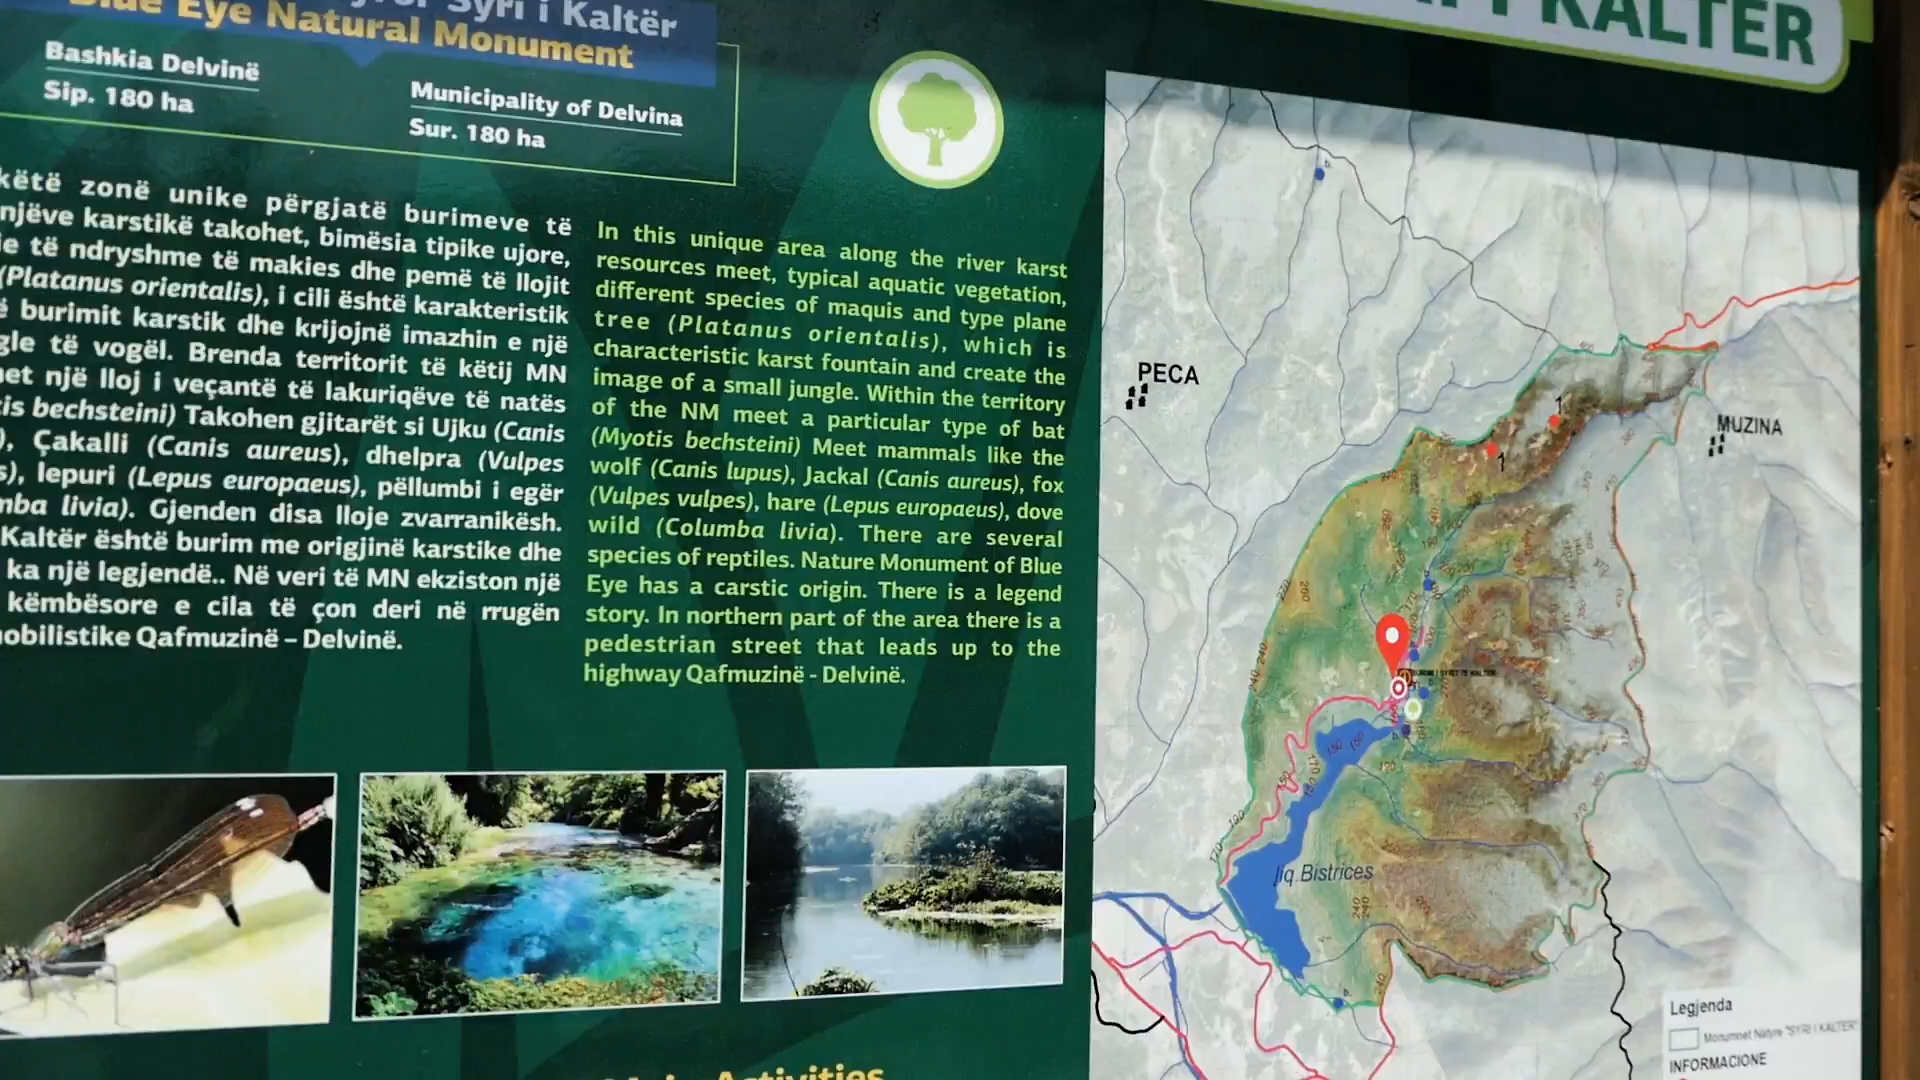 Syri i Kaltër
Blue Eye Natural Monument
Bashkia Delvinë
Sip. 180 ha
Municipality of Delvina
Sur. 180 ha
këtë zonë unike përgjatë burimeve të
karstikë takohet, bimësia tipike ujore,
të ndryshme të makies dhe pemë të llojit
(Platanus orientalis), i cili është karakteristik
burimit karstik dhe krijojnë imazhin e një
të vogël. Brenda territorit të këtij MN
një lloj i veçantë të lakuriqëve të natës
bechsteini) Takohen gjitarët si Ujku (Canis
), Çakalli (Canis aureus), dhelpra (Vulpes
), lepuri (Lepus europaeus), pëllumbi i egër
livia). Gjenden disa lloje zvarranikësh.
Kaltër është burim me origjinë karstike dhe
ka një legjendë.. Në veri të MN ekziston një
këmbësore e cila të çon deri në rrugën
Qafmuzinë – Delvinë.
In this unique area along the river karst
resources meet, typical aquatic vegetation,
different species of maquis and type plane
tree (Platanus orientalis), which is
characteristic karst fountain and create the
image of a small jungle. Within the territory
of the NM meet a particular type of bat
(Myotis bechsteini) Meet mammals like the
wolf (Canis lupus), Jackal (Canis aureus), fox
(Vulpes vulpes), hare (Lepus europaeus), dove
wild (Columba livia). There are several
species of reptiles. Nature Monument of Blue
Eye has a carstic origin. There is a legend
story. In northern part of the area there is a
pedestrian street that leads up to the
highway Qafmuzinë - Delvinë.
Activities
I KALTËR
PECA
MUZINA
1
1
liq.Bistrices
Legjenda
Monumnet Natyre "SYRI I KALTER"
INFORMACIONE